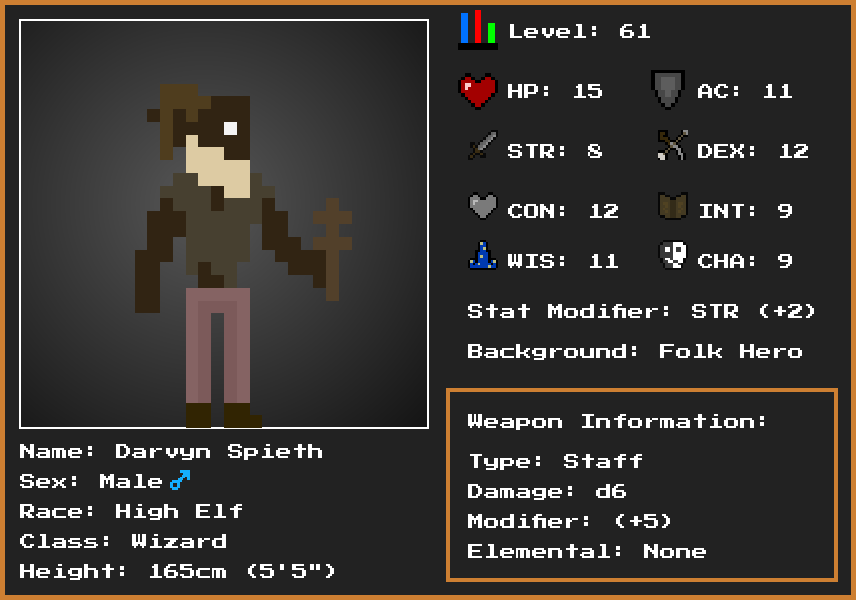 Level: 61
HP: 15 AC: 11
STR: 8 DEX: 12
CON: 12 INT: 9
WIS: 11 CHA: 9
Stat Modifier: STR (+2)
Background: Folk Hero
Weapon Information:
Type: Staff
Damage: d6
Modifier: (+5)
Elemental: None
Name: Darvyn Spieth
Sex: Male ♂
Race: High Elf
Class: Wizard
Height: 165cm (5'5")